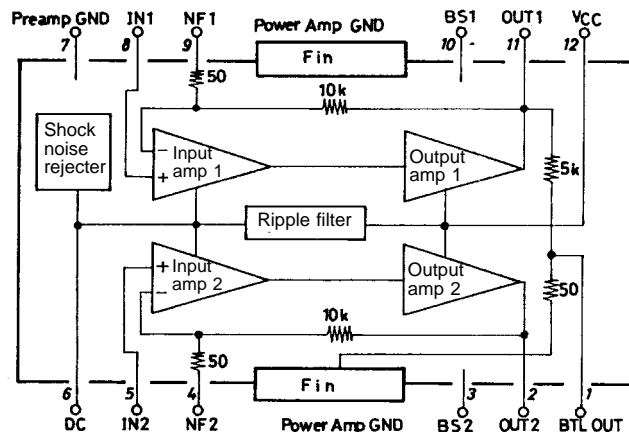 Preamp GND IN1 NF1 Power Amp GND BS1 OUT1 VCC
7 8 9 10 11 12
Fin
50
10k
Shock
noise
rejecter
Input
amp 1
Output
amp 1
5k
Ripple filter
Input
amp 2
Output
amp 2
50
10k
50
Fin
6 5 4 3 2 1
DC IN2 NF2 Power Amp GND BS2 OUT2 BTL OUT